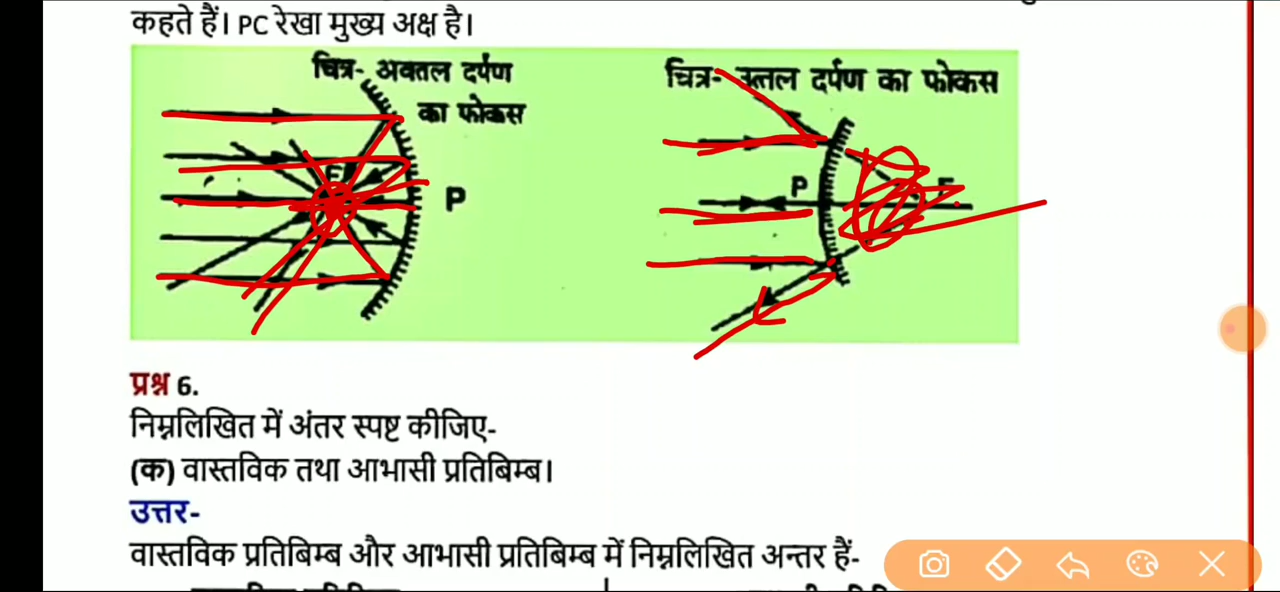 कहते हैं। PC रेखा मुख्य अक्ष है।
चित्र- अवतल दर्पण
का फोकस
चित्र- उत्तल दर्पण का फोकस
F
P
P
F
प्रश्न 6.
निम्नलिखित में अंतर स्पष्ट कीजिए-
(क) वास्तविक तथा आभासी प्रतिबिम्ब।
उत्तर-
वास्तविक प्रतिबिम्ब और आभासी प्रतिबिम्ब में निम्नलिखित अन्तर हैं-